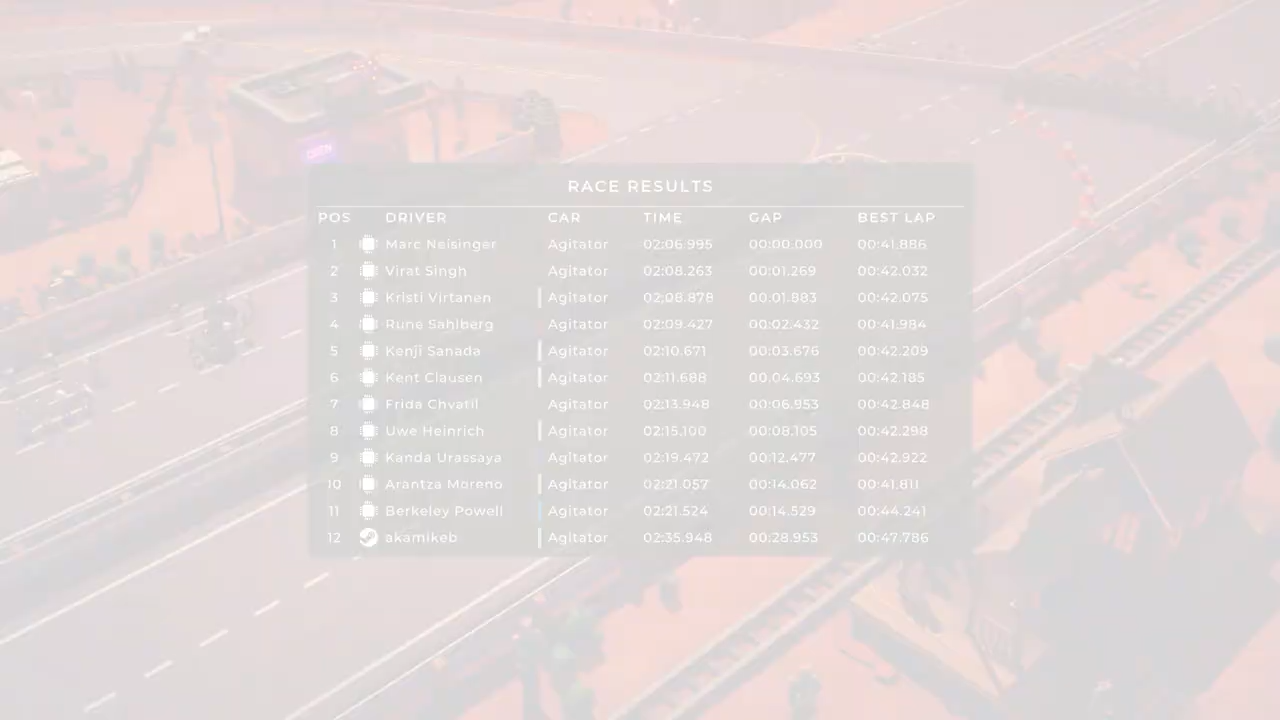 OPEN
RACE RESULTS
POS DRIVER CAR TIME GAP BEST LAP
1 Marc Neisinger Agitator 02:06.995 00:00.000 00:41.886
2 Virat Singh Agitator 02:08.263 00:01.269 00:42.032
3 Kristi Virtanen Agitator 02:08.878 00:01.883 00:42.075
4 Rune Sahlberg Agitator 02:09.427 00:02.432 00:41.984
5 Kenji Sanada Agitator 02:10.671 00:03.676 00:42.209
6 Kent Clausen Agitator 02:11.688 00:04.693 00:42.185
7 Frida Chvatil Agitator 02:13.948 00:06.953 00:42.848
8 Uwe Heinrich Agitator 02:15.100 00:08.105 00:42.298
9 Kanda Urassaya Agitator 02:19.472 00:12.477 00:42.922
10 Arantza Moreno Agitator 02:21.057 00:14.062 00:41.811
11 Berkeley Powell Agitator 02:21.524 00:14.529 00:44.241
12 akamikeb Agitator 02:35.948 00:28.953 00:47.786